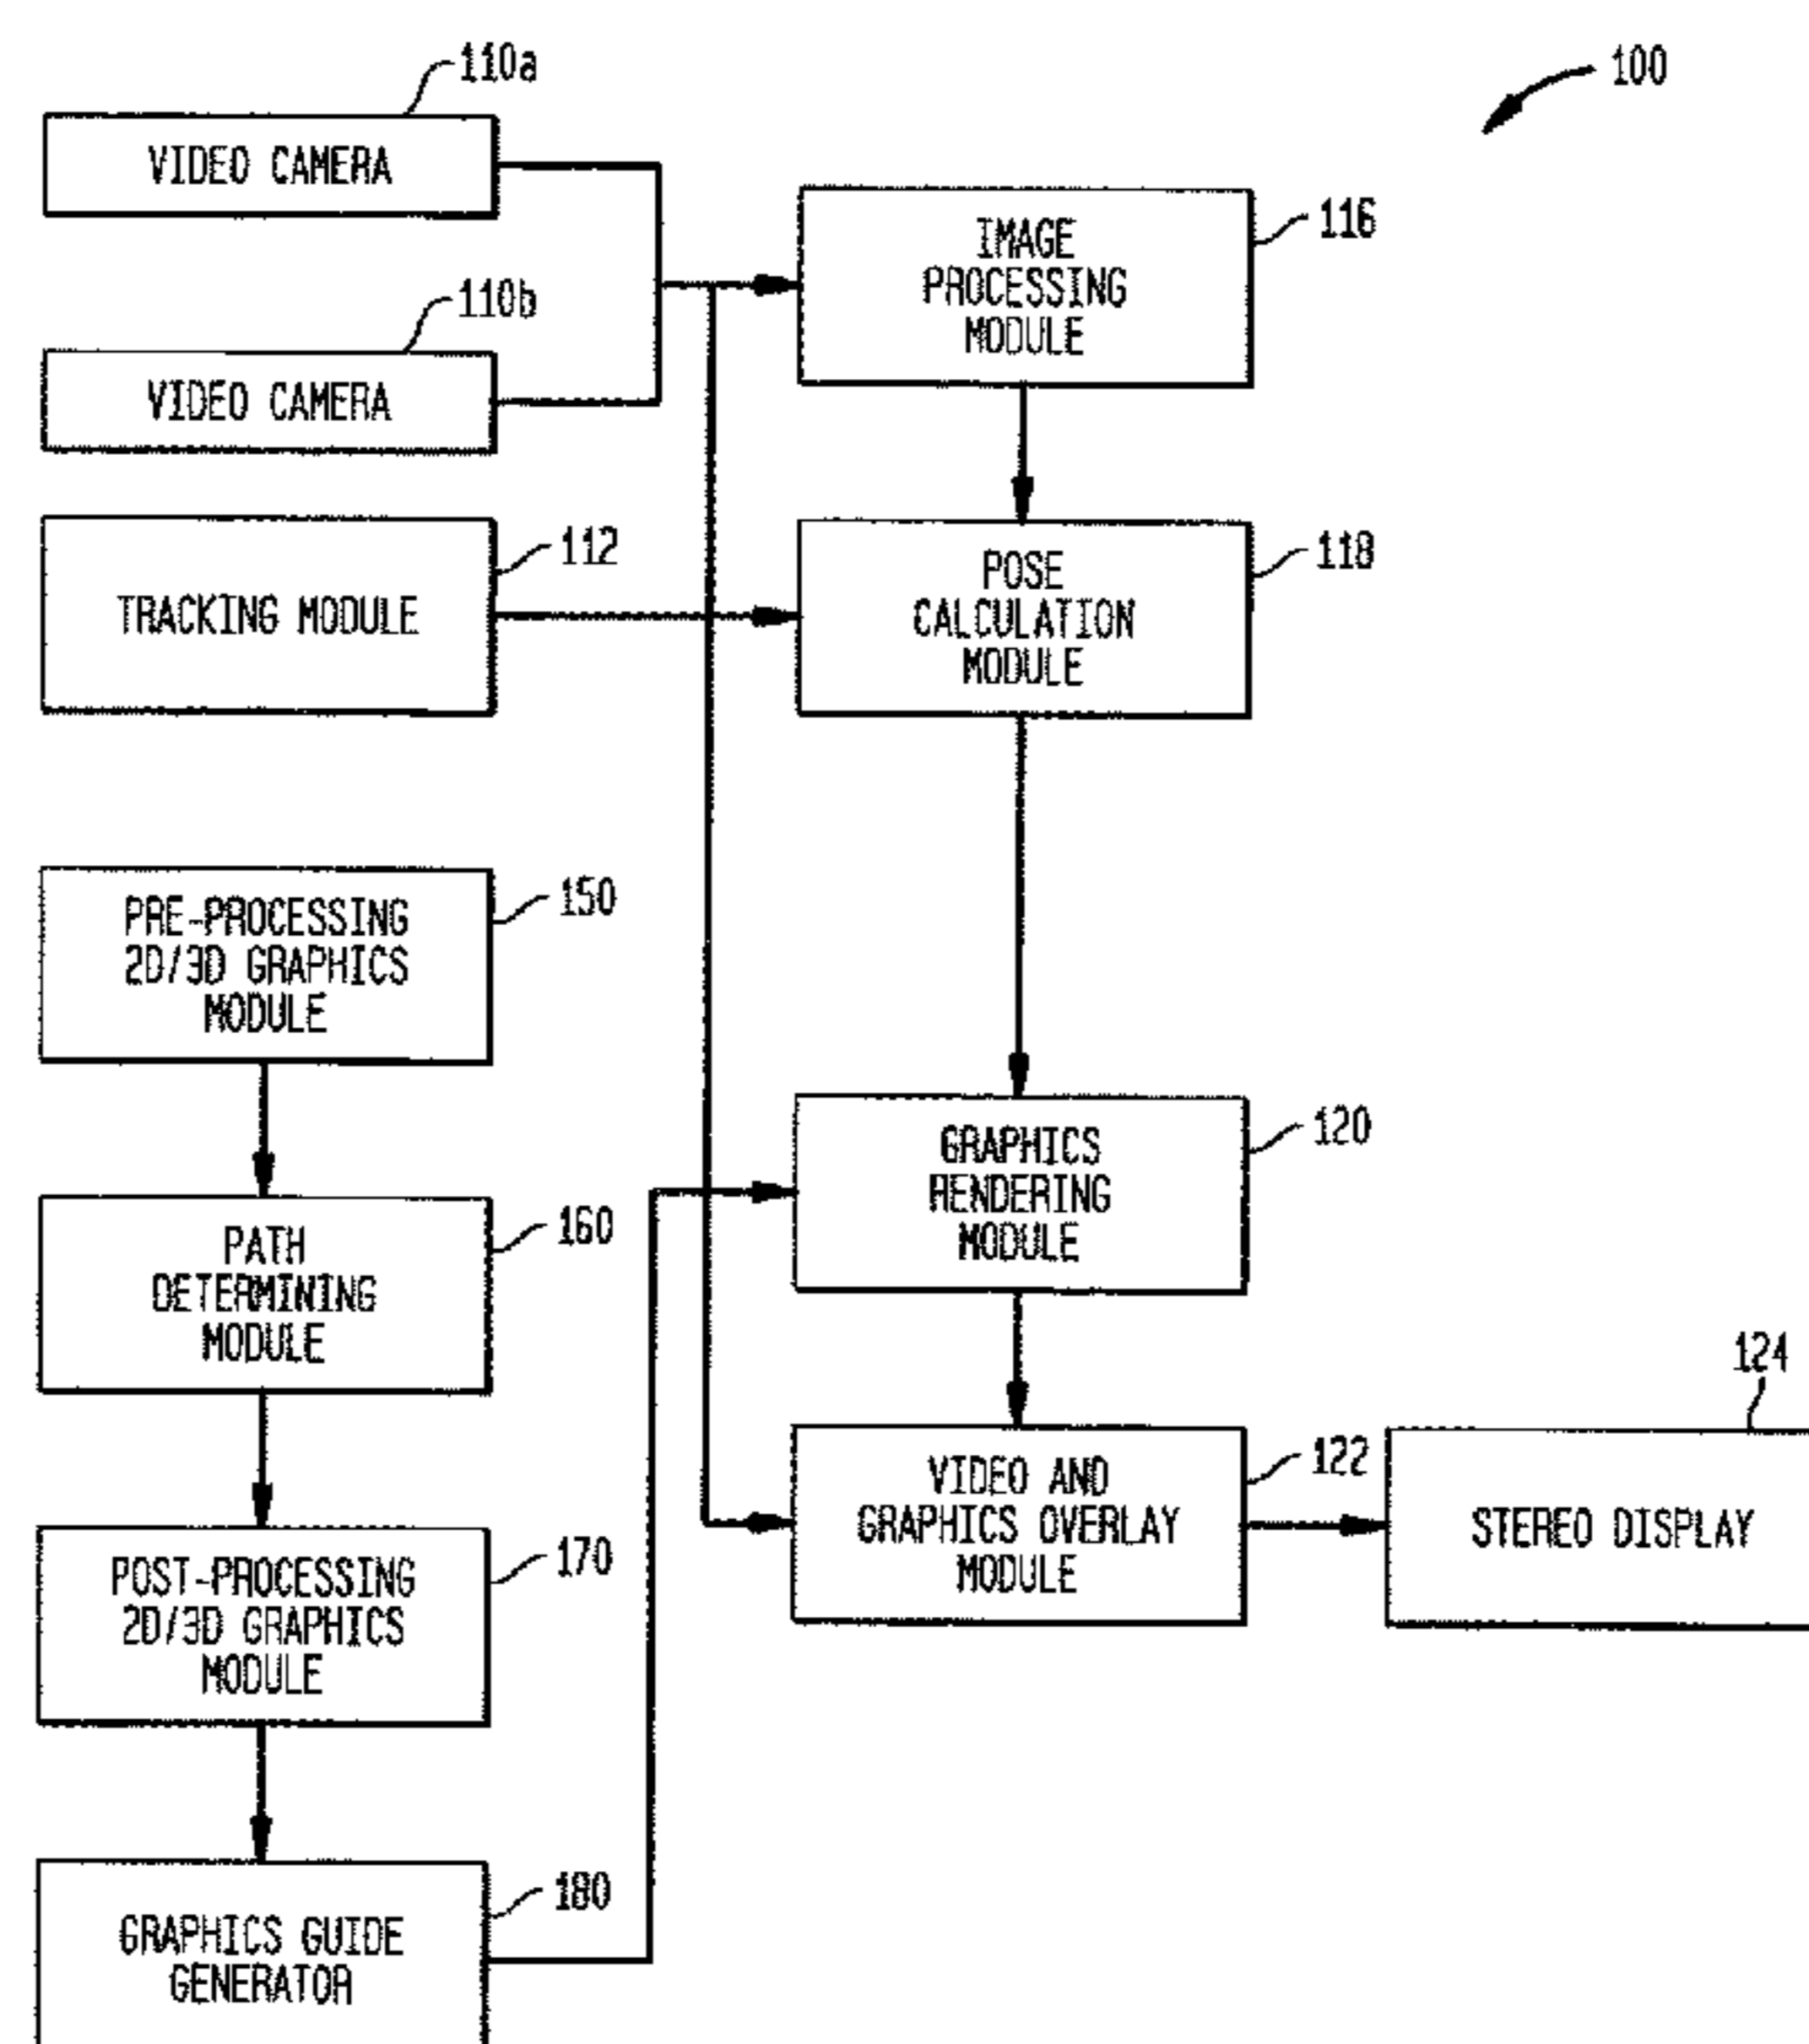 110a
100
VIDEO CAMERA
116
IMAGE
PROCESSING
MODULE
110b
VIDEO CAMERA
112
TRACKING MODULE
118
POSE
CALCULATION
MODULE
150
PRE-PROCESSING
2D/3D GRAPHICS
MODULE
120
GRAPHICS
RENDERING
MODULE
160
PATH
DETERMINING
MODULE
124
122
VIDEO AND
GRAPHICS OVERLAY
MODULE
STEREO DISPLAY
170
POST-PROCESSING
2D/3D GRAPHICS
MODULE
180
GRAPHICS GUIDE
GENERATOR